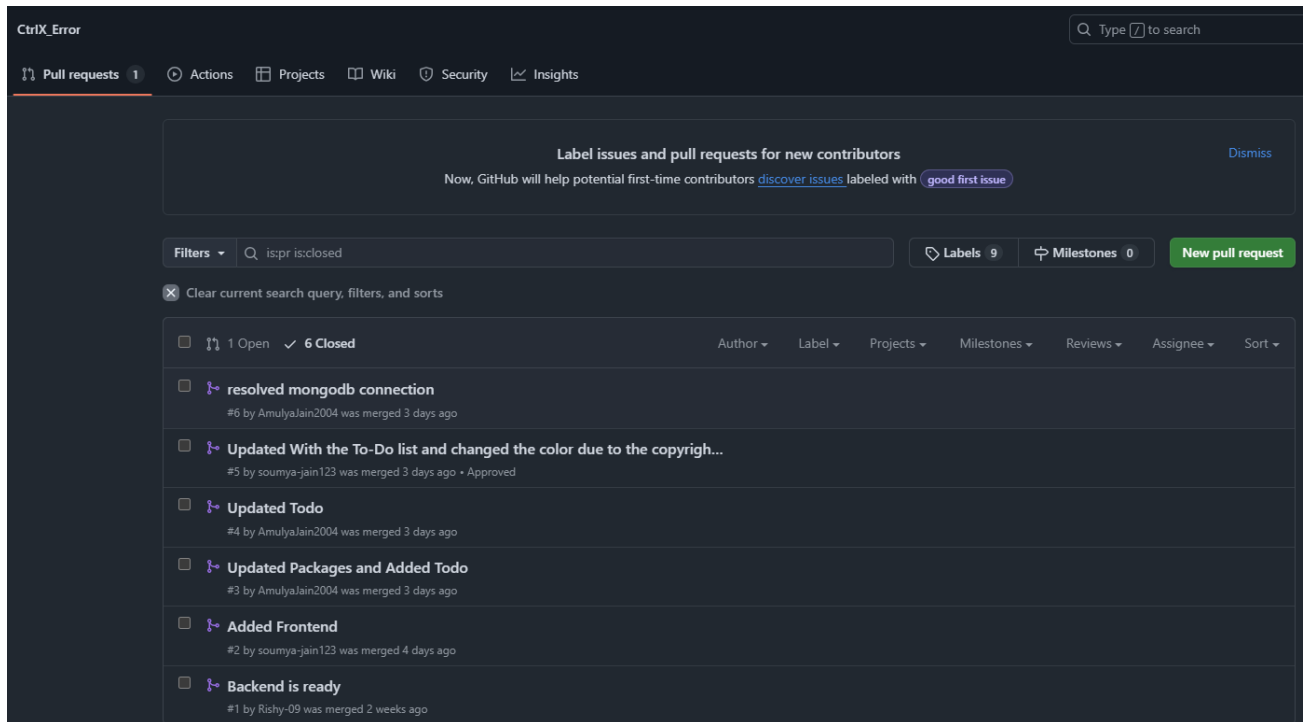 CtrlX_Error
Type / to search
Pull requests 1 Actions Projects Wiki Security Insights
Label issues and pull requests for new contributors
Dismiss
Now, GitHub will help potential first-time contributors discover issues labeled with good first issue
Filters is:pr is:closed Labels 9 Milestones 0 New pull request
Clear current search query, filters, and sorts
1 Open 6 Closed Author Label Projects Milestones Reviews Assignee Sort
resolved mongodb connection
#6 by AmulyaJain2004 was merged 3 days ago
Updated With the To-Do list and changed the color due to the copyrigh...
#5 by soumya-jain123 was merged 3 days ago • Approved
Updated Todo
#4 by AmulyaJain2004 was merged 3 days ago
Updated Packages and Added Todo
#3 by AmulyaJain2004 was merged 3 days ago
Added Frontend
#2 by soumya-jain123 was merged 4 days ago
Backend is ready
#1 by Rishy-09 was merged 2 weeks ago